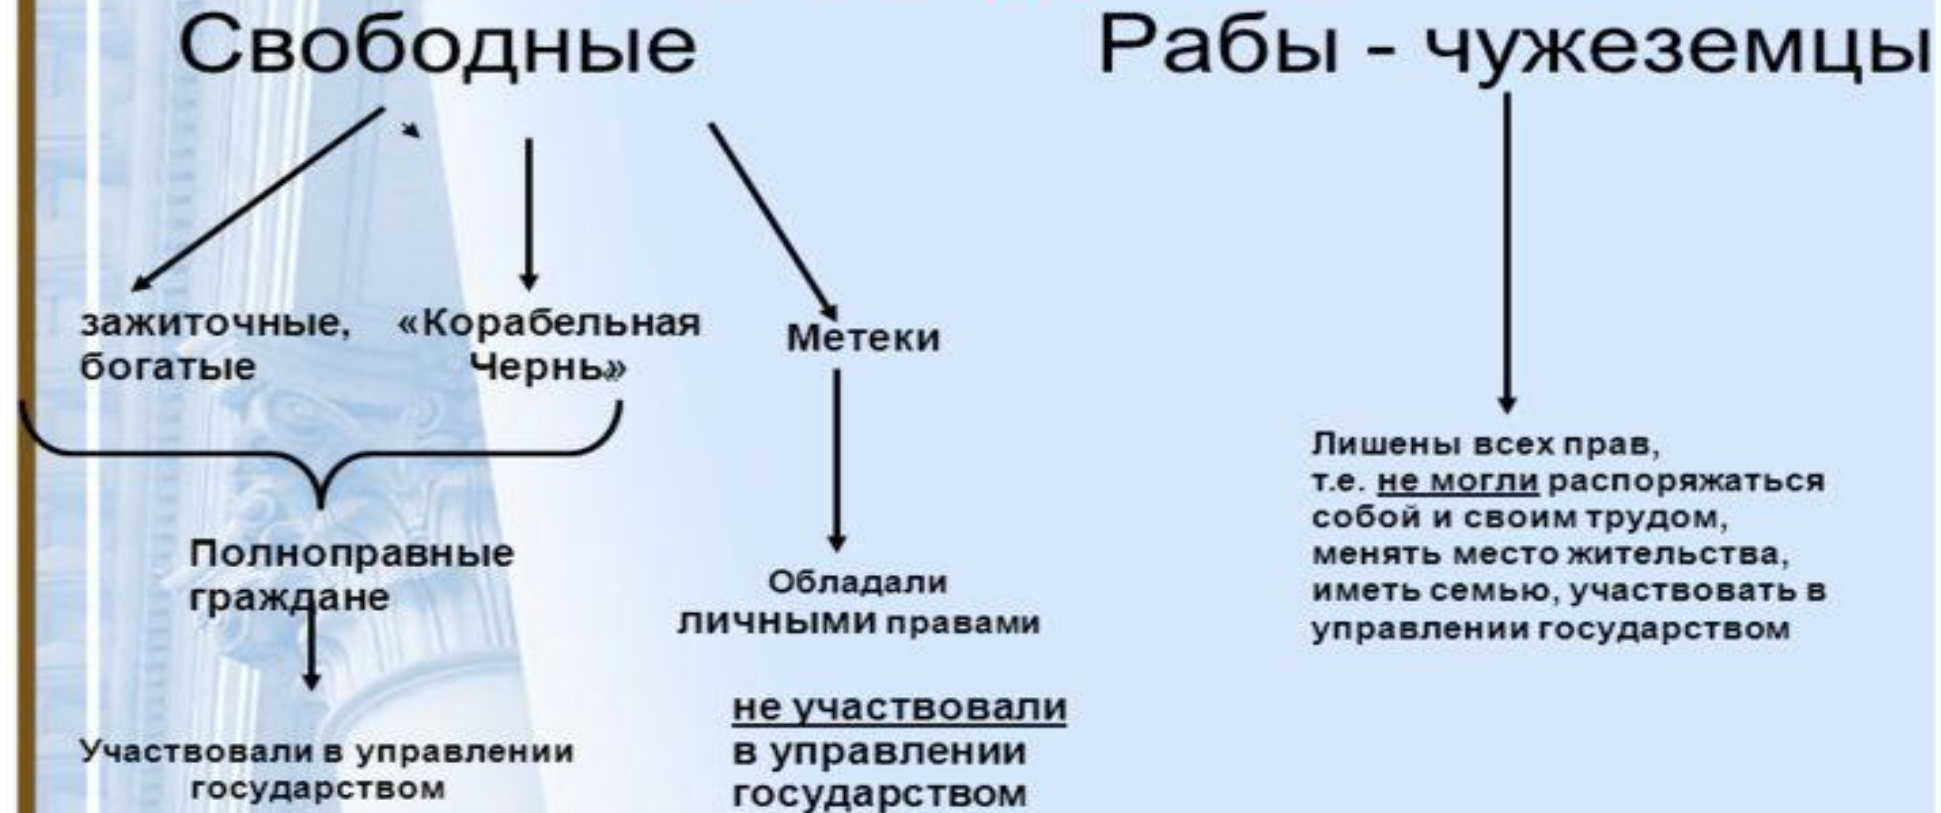 Свободные
Рабы - чужеземцы
зажиточные,
богатые
«Корабельная
Чернь»
Метеки
Полноправные
граждане
Участвовали в управлении
государством
Обладали
личными правами
не участвовали
в управлении
государством
Лишены всех прав,
т.е. не могли распоряжаться
собой и своим трудом,
менять место жительства,
иметь семью, участвовать в
управлении государством